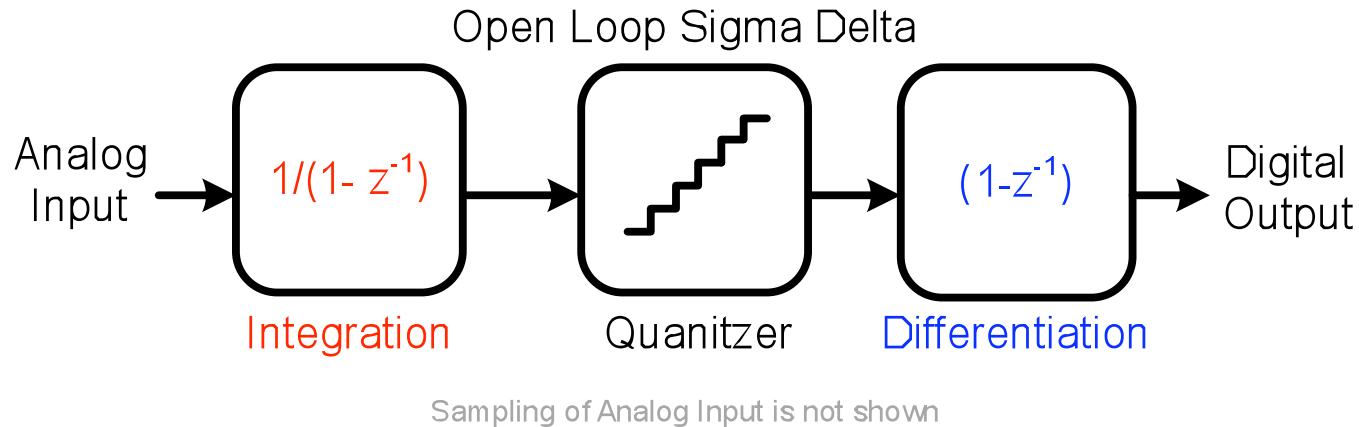 Open Loop Sigma Delta
Analog
Input
1/(1- z⁻¹)
(1-z⁻¹)
Digital
Output
Integration
Quanitzer
Differentiation
Sampling of Analog Input is not shown